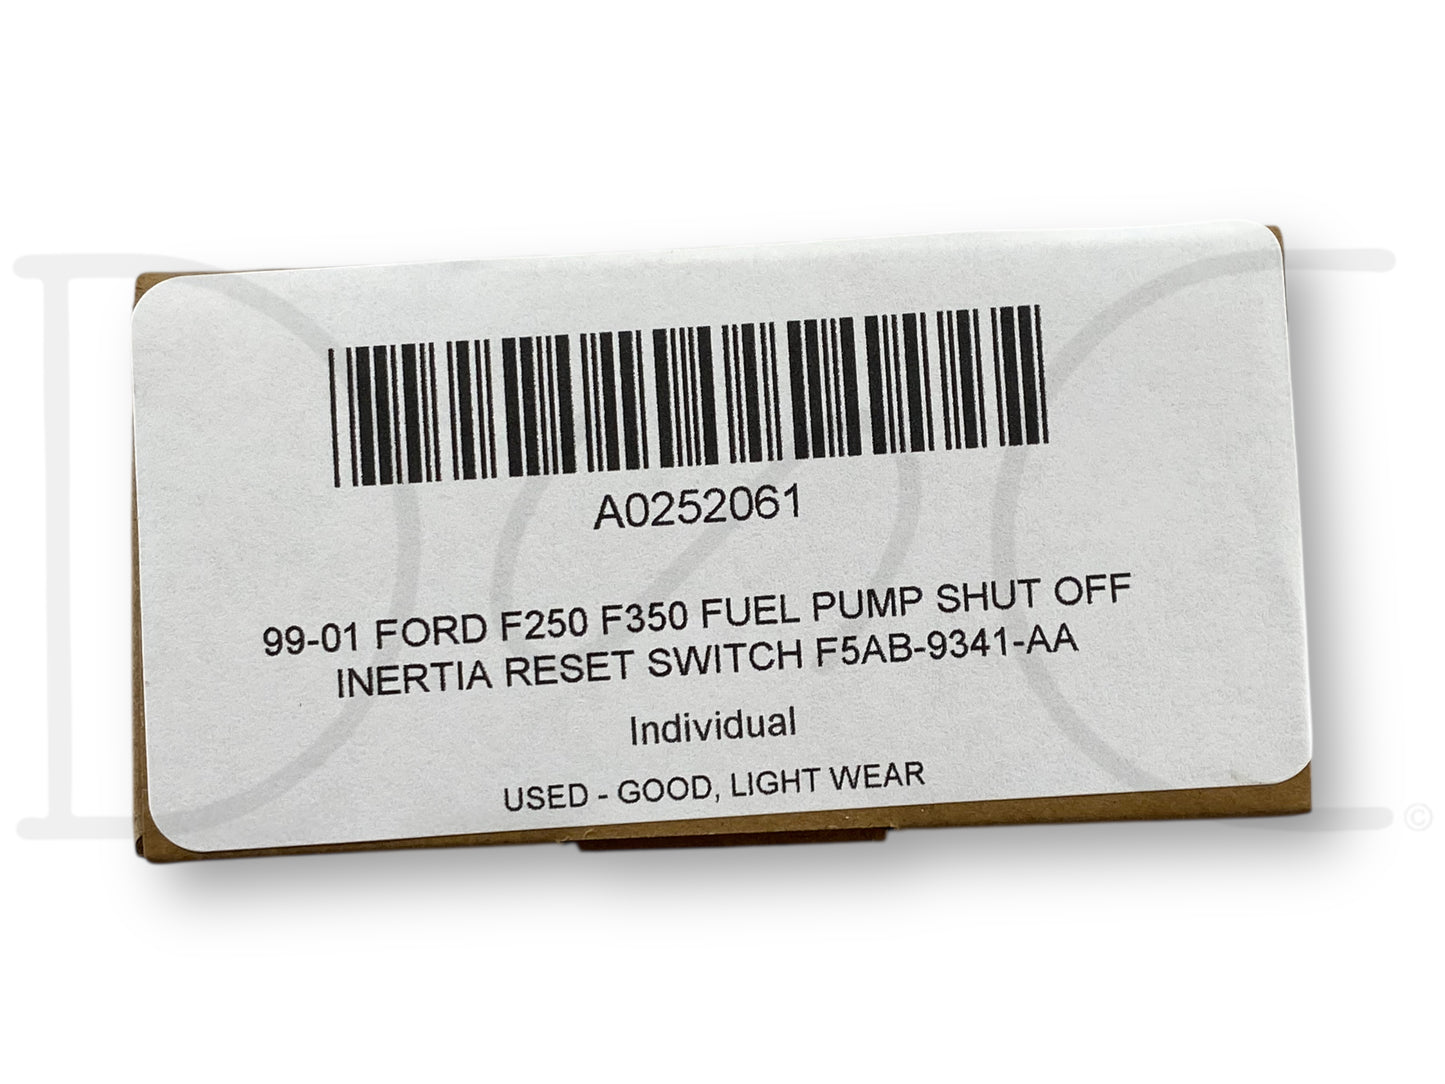 A0252061
99-01 FORD F250 F350 FUEL PUMP SHUT OFF
INERTIA RESET SWITCH F5AB-9341-AA
Individual
USED - GOOD, LIGHT WEAR
D2C
©